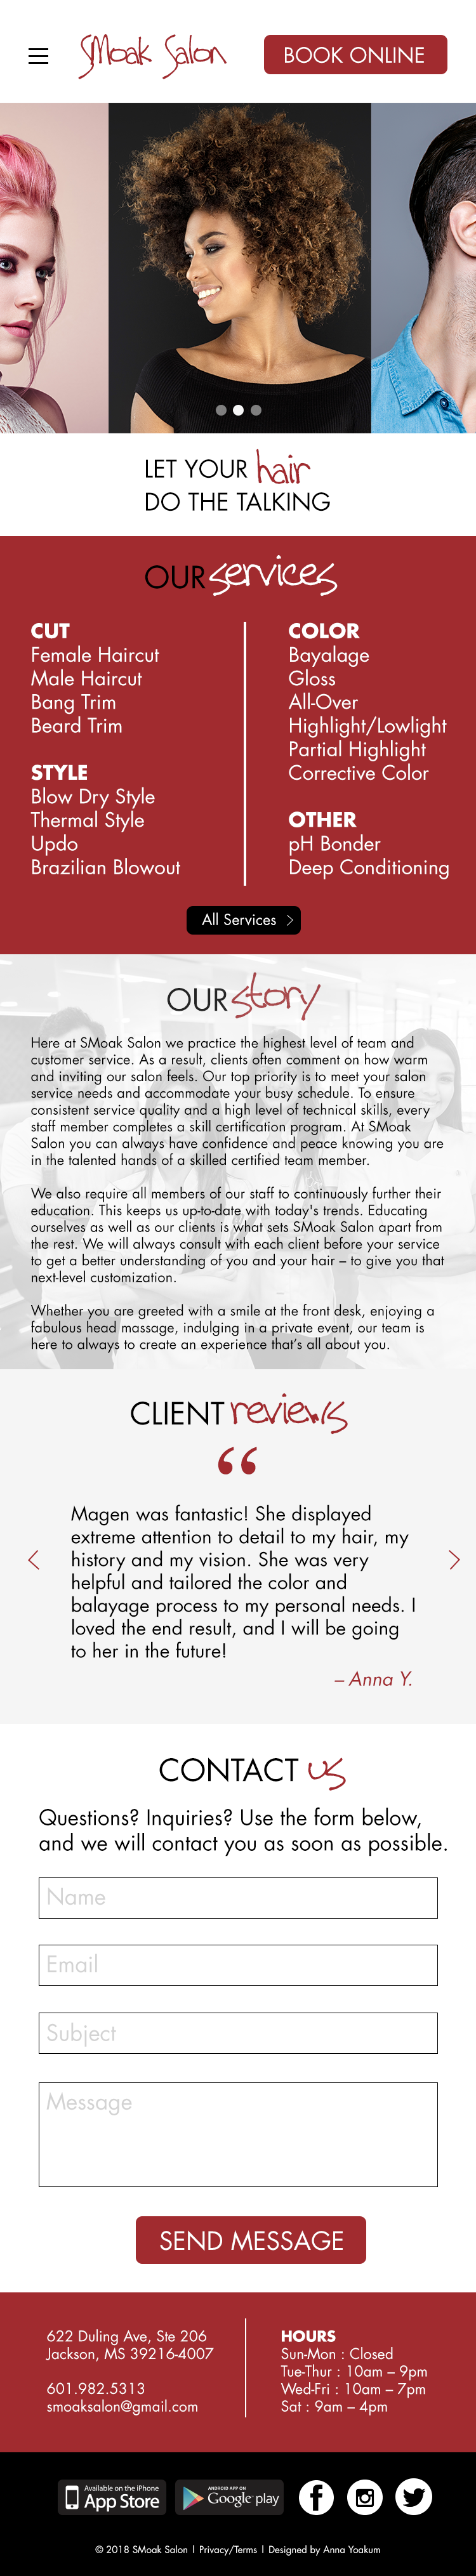 SMoak Salon
BOOK ONLINE
LET YOUR hair
DO THE TALKING
OUR services
CUT
Female Haircut
Male Haircut
Bang Trim
Beard Trim
STYLE
Blow Dry Style
Thermal Style
Updo
Brazilian Blowout
COLOR
Bayalage
Gloss
All-Over
Highlight/Lowlight
Partial Highlight
Corrective Color
OTHER
pH Bonder
Deep Conditioning
All Services
OUR story
Here at SMoak Salon we practice the highest level of team and
customer service. As a result, clients often comment on how warm
and inviting our salon feels. Our top priority is to meet your salon
service needs and accommodate your busy schedule. To ensure
consistent service quality and a high level of technical skills, every
staff member completes a skill certification program. At SMoak
Salon you can always have confidence and peace knowing you are
in the talented hands of a skilled certified team member.
We also require all members of our staff to continuously further their
education. This keeps us up-to-date with today's trends. Educating
ourselves as well as our clients is what sets SMoak Salon apart from
the rest. We will always consult with each client before your service
to get a better understanding of you and your hair – to give you that
next-level customization.
Whether you are greeted with a smile at the front desk, enjoying a
fabulous head massage, indulging in a private event, our team is
here to always to create an experience that's all about you.
CLIENT reviews
“
Magen was fantastic! She displayed
extreme attention to detail to my hair, my
history and my vision. She was very
helpful and tailored the color and
balayage process to my personal needs. I
loved the end result, and I will be going
to her in the future!
– Anna Y.
CONTACT us
Questions? Inquiries? Use the form below,
and we will contact you as soon as possible.
Name
Email
Subject
Message
SEND MESSAGE
622 Duling Ave, Ste 206
Jackson, MS 39216-4007
601.982.5313
smoaksalon@gmail.com
HOURS
Sun-Mon : Closed
Tue-Thur : 10am – 9pm
Wed-Fri : 10am – 7pm
Sat : 9am – 4pm
Available on the iPhone
App Store
ANDROID APP ON
Google play
© 2018 SMoak Salon | Privacy/Terms | Designed by Anna Yoakum